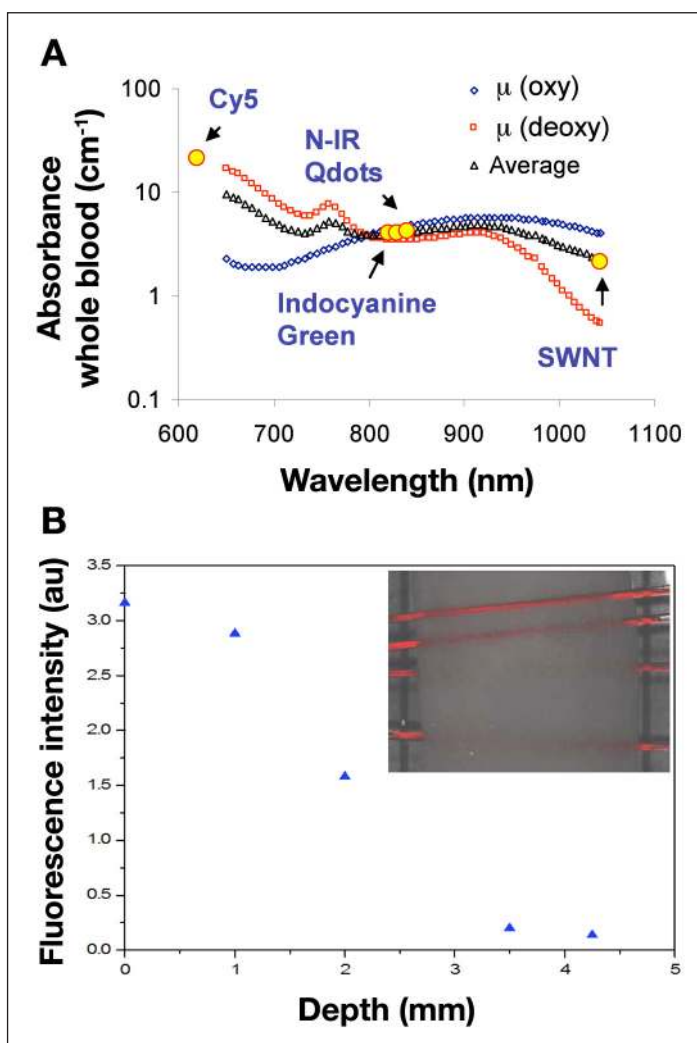 A
Absorbance
whole blood (cm⁻¹)
100
10
1
0.1
Cy5
N-IR
Qdots
Indocyanine
Green
SWNT
μ (oxy)
μ (deoxy)
Average
600 700 800 900 1000 1100
Wavelength (nm)
B
Fluorescence intensity (au)
3.5
3.0
2.5
2.0
1.5
1.0
0.5
0.0
0 1 2 3 4 5
Depth (mm)